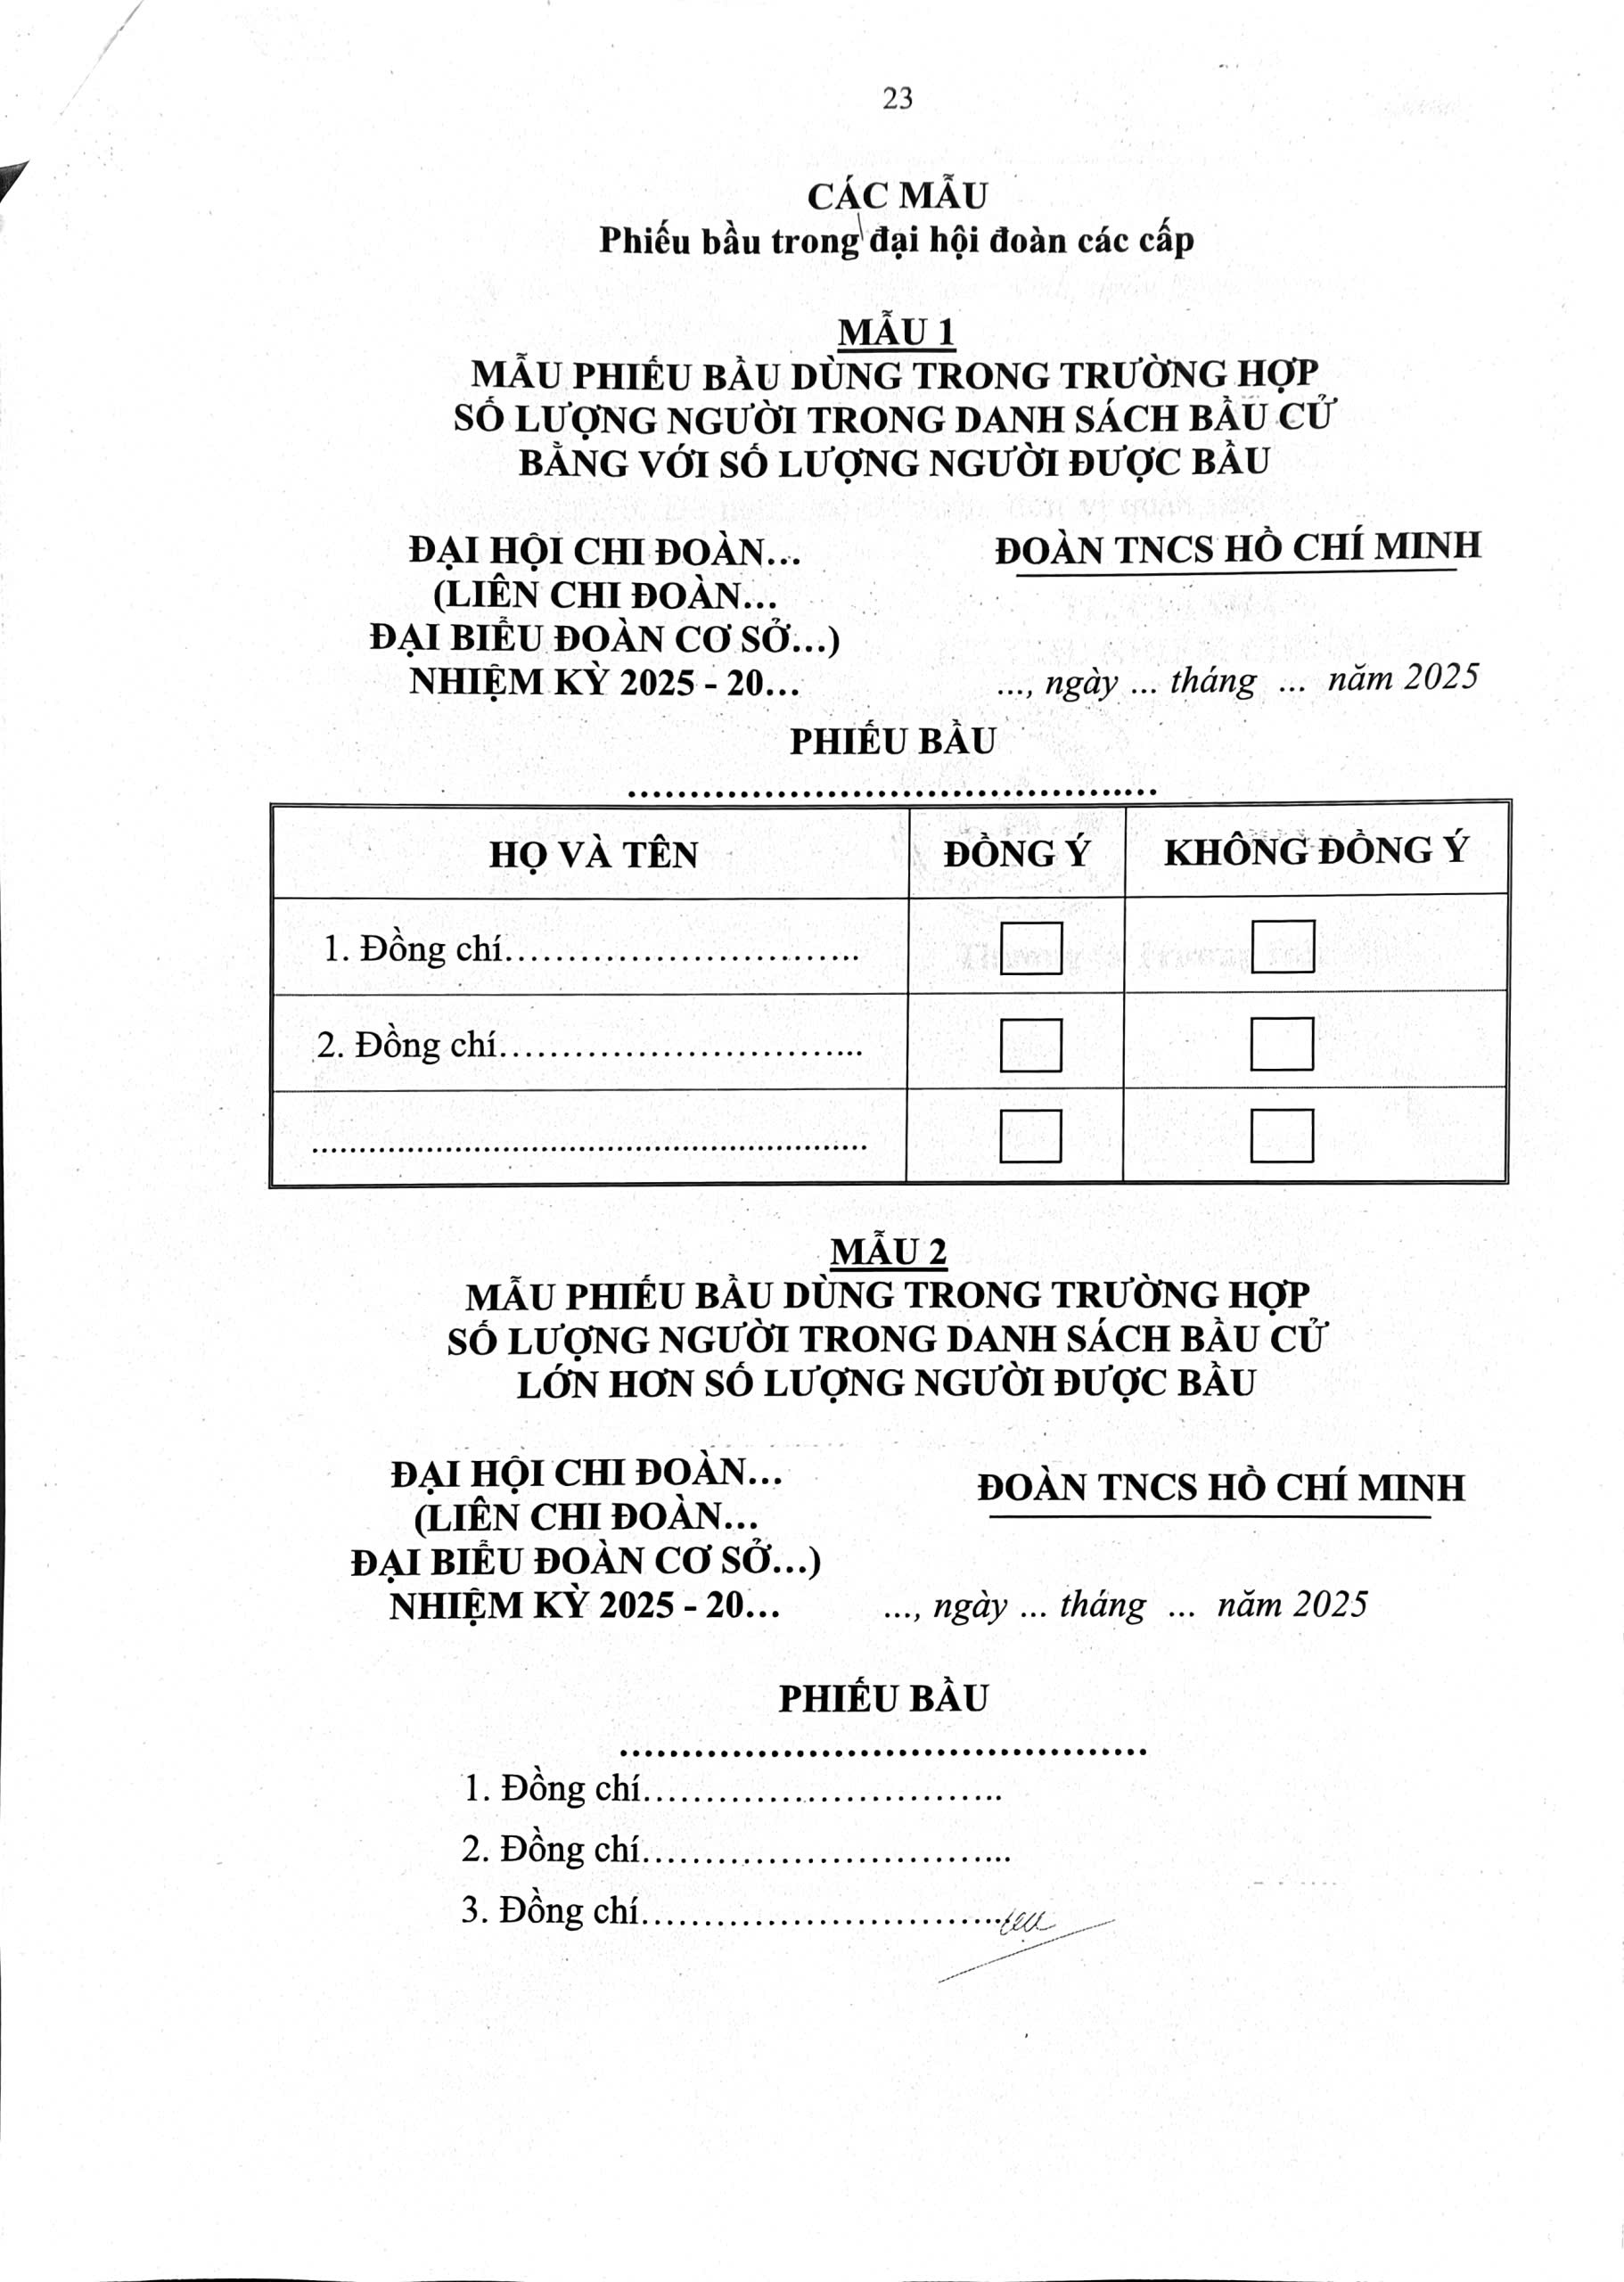 23
CÁC MẪU
Phiếu bầu trong đại hội đoàn các cấp
MẪU 1
MẪU PHIẾU BẦU DÙNG TRONG TRƯỜNG HỢP
SỐ LƯỢNG NGƯỜI TRONG DANH SÁCH BẦU CỬ
BẰNG VỚI SỐ LƯỢNG NGƯỜI ĐƯỢC BẦU
ĐẠI HỘI CHI ĐOÀN... ĐOÀN TNCS HỒ CHÍ MINH
(LIÊN CHI ĐOÀN...
ĐẠI BIỂU ĐOÀN CƠ SỞ...)
NHIỆM KỲ 2025 - 20... ..., ngày ... tháng ... năm 2025
PHIẾU BẦU
...........................................
HỌ VÀ TÊN ĐỒNG Ý KHÔNG ĐỒNG Ý
1. Đồng chí...............................
2. Đồng chí................................
......................................................................
MẪU 2
MẪU PHIẾU BẦU DÙNG TRONG TRƯỜNG HỢP
SỐ LƯỢNG NGƯỜI TRONG DANH SÁCH BẦU CỬ
LỚN HƠN SỐ LƯỢNG NGƯỜI ĐƯỢC BẦU
ĐẠI HỘI CHI ĐOÀN... ĐOÀN TNCS HỒ CHÍ MINH
(LIÊN CHI ĐOÀN...
ĐẠI BIỂU ĐOÀN CƠ SỞ...)
NHIỆM KỲ 2025 - 20... ..., ngày ... tháng ... năm 2025
PHIẾU BẦU
...........................................
1. Đồng chí...............................
2. Đồng chí................................
3. Đồng chí...............................